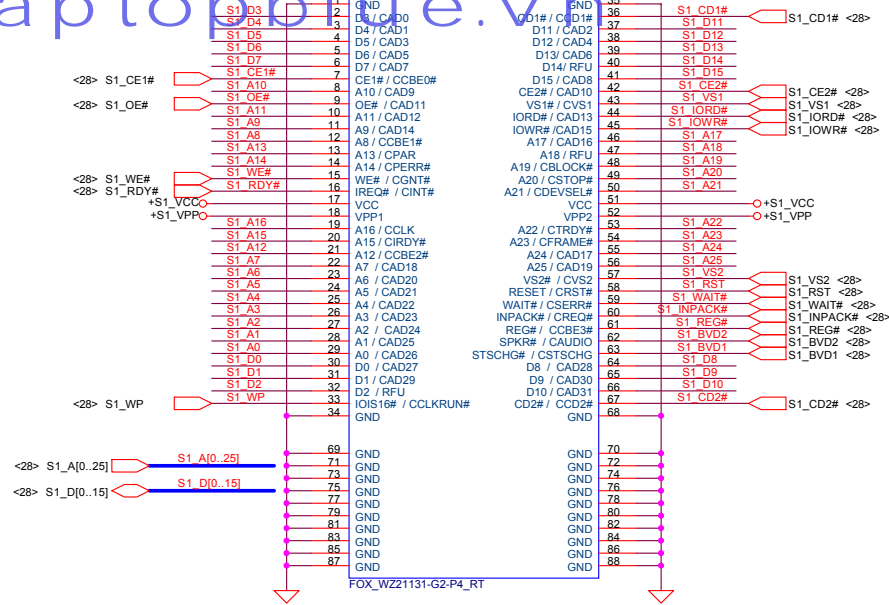 laptopblue.vn
1 GND GND 35
S1_D3 2 D3 / CAD0 CD1# / CCD1# 36 S1_CD1# S1_CD1# <28>
S1_D4 3 D4 / CAD1 D11 / CAD2 37 S1_D11
S1_D5 4 D5 / CAD3 D12 / CAD4 38 S1_D12
S1_D6 5 D6 / CAD5 D13/ CAD6 39 S1_D13
S1_D7 6 D7 / CAD7 D14/ RFU 40 S1_D14
<28> S1_CE1# S1_CE1# 7 CE1# / CCBE0# D15 / CAD8 41 S1_D15
S1_A10 8 A10 / CAD9 CE2# / CAD10 42 S1_CE2# S1_CE2# <28>
<28> S1_OE# S1_OE# 9 OE# / CAD11 VS1# / CVS1 43 S1_VS1 S1_VS1 <28>
S1_A11 10 A11 / CAD12 IORD# / CAD13 44 S1_IORD# S1_IORD# <28>
S1_A9 11 A9 / CAD14 IOWR# /CAD15 45 S1_IOWR# S1_IOWR# <28>
S1_A8 12 A8 / CCBE1# A17 / CAD16 46 S1_A17
S1_A13 13 A13 / CPAR A18 / RFU 47 S1_A18
S1_A14 14 A14 / CPERR# A19 / CBLOCK# 48 S1_A19
<28> S1_WE# S1_WE# 15 WE# / CGNT# A20 / CSTOP# 49 S1_A20
<28> S1_RDY# S1_RDY# 16 IREQ# / CINT# A21 / CDEVSEL# 50 S1_A21
+S1_VCC 17 VCC VCC 51 +S1_VCC
+S1_VPP 18 VPP1 VPP2 52 +S1_VPP
S1_A16 19 A16 / CCLK A22 / CTRDY# 53 S1_A22
S1_A15 20 A15 / CIRDY# A23 / CFRAME# 54 S1_A23
S1_A12 21 A12 / CCBE2# A24 / CAD17 55 S1_A24
S1_A7 22 A7 / CAD18 A25 / CAD19 56 S1_A25
S1_A6 23 A6 / CAD20 VS2# / CVS2 57 S1_VS2 S1_VS2 <28>
S1_A5 24 A5 / CAD21 RESET / CRST# 58 S1_RST S1_RST <28>
S1_A4 25 A4 / CAD22 WAIT# / CSERR# 59 S1_WAIT# S1_WAIT# <28>
S1_A3 26 A3 / CAD23 INPACK# / CREQ# 60 S1_INPACK# S1_INPACK# <28>
S1_A2 27 A2 / CAD24 REG# / CCBE3# 61 S1_REG# S1_REG# <28>
S1_A1 28 A1 / CAD25 SPKR# / CAUDIO 62 S1_BVD2 S1_BVD2 <28>
S1_A0 29 A0 / CAD26 STSCHG# / CSTSCHG 63 S1_BVD1 S1_BVD1 <28>
S1_D0 30 D0 / CAD27 D8 / CAD28 64 S1_D8
S1_D1 31 D1 / CAD29 D9 / CAD30 65 S1_D9
S1_D2 32 D2 / RFU D10 / CAD31 66 S1_D10
<28> S1_WP S1_WP 33 IOIS16# / CCLKRUN# CD2# / CCD2# 67 S1_CD2# S1_CD2# <28>
34 GND GND 68
69 GND GND 70
<28> S1_A[0..25] S1_A[0..25] 71 GND GND 72
73 GND GND 74
<28> S1_D[0..15] S1_D[0..15] 75 GND GND 76
77 GND GND 78
79 GND GND 80
81 GND GND 82
83 GND GND 84
85 GND GND 86
87 GND GND 88
FOX_WZ21131-G2-P4_RT